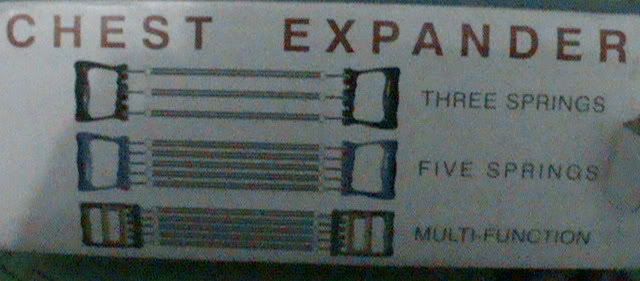 CHEST EXPANDER
THREE SPRINGS
FIVE SPRINGS
MULTI-FUNCTION